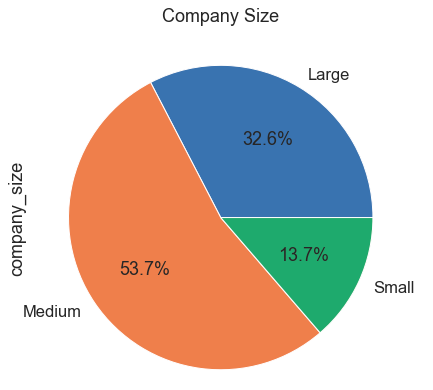 Company Size
Large
32.6%
company_size
13.7%
53.7%
Small
Medium